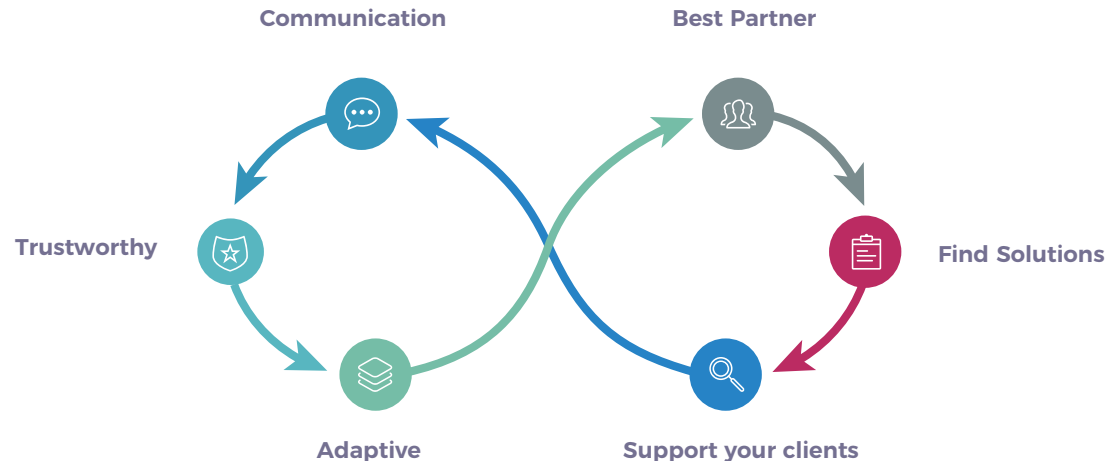 Communication
Best Partner
Trustworthy
Find Solutions
Adaptive
Support your clients